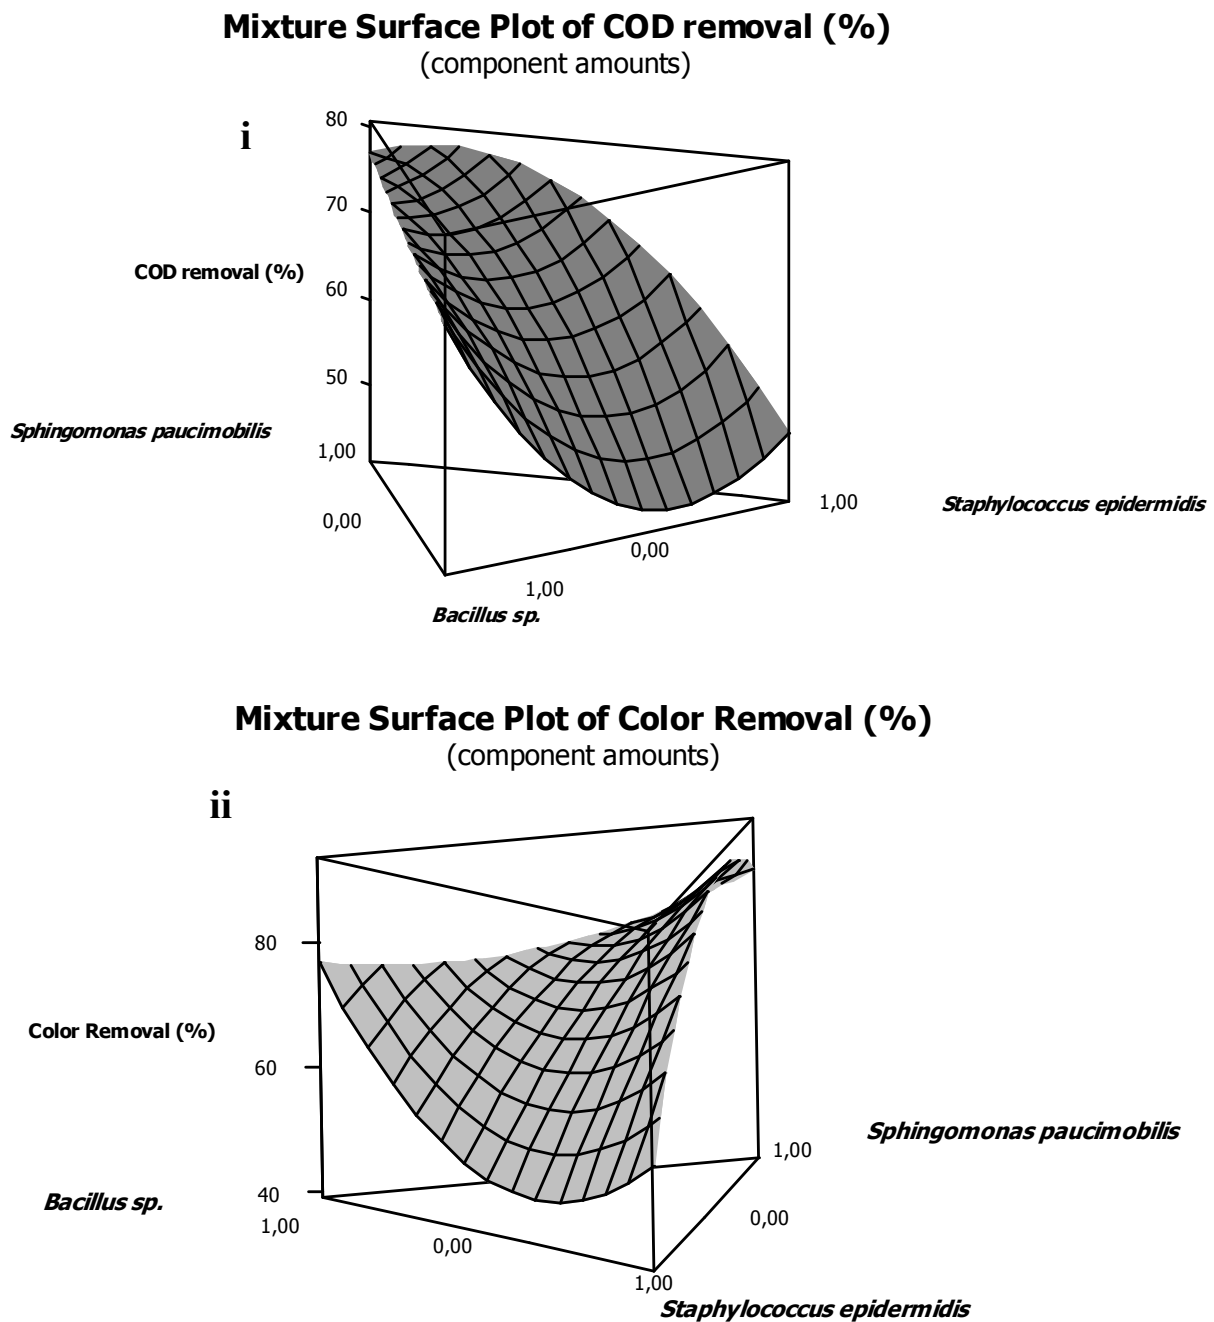 Mixture Surface Plot of COD removal (%)
(component amounts)
i
80
70
COD removal (%)
60
50
Sphingomonas paucimobilis
1,00
0,00
1,00
Staphylococcus epidermidis
0,00
1,00
Bacillus sp.
Mixture Surface Plot of Color Removal (%)
(component amounts)
ii
80
Color Removal (%)
60
Sphingomonas paucimobilis
1,00
40
Bacillus sp.
1,00
0,00
0,00
1,00
Staphylococcus epidermidis